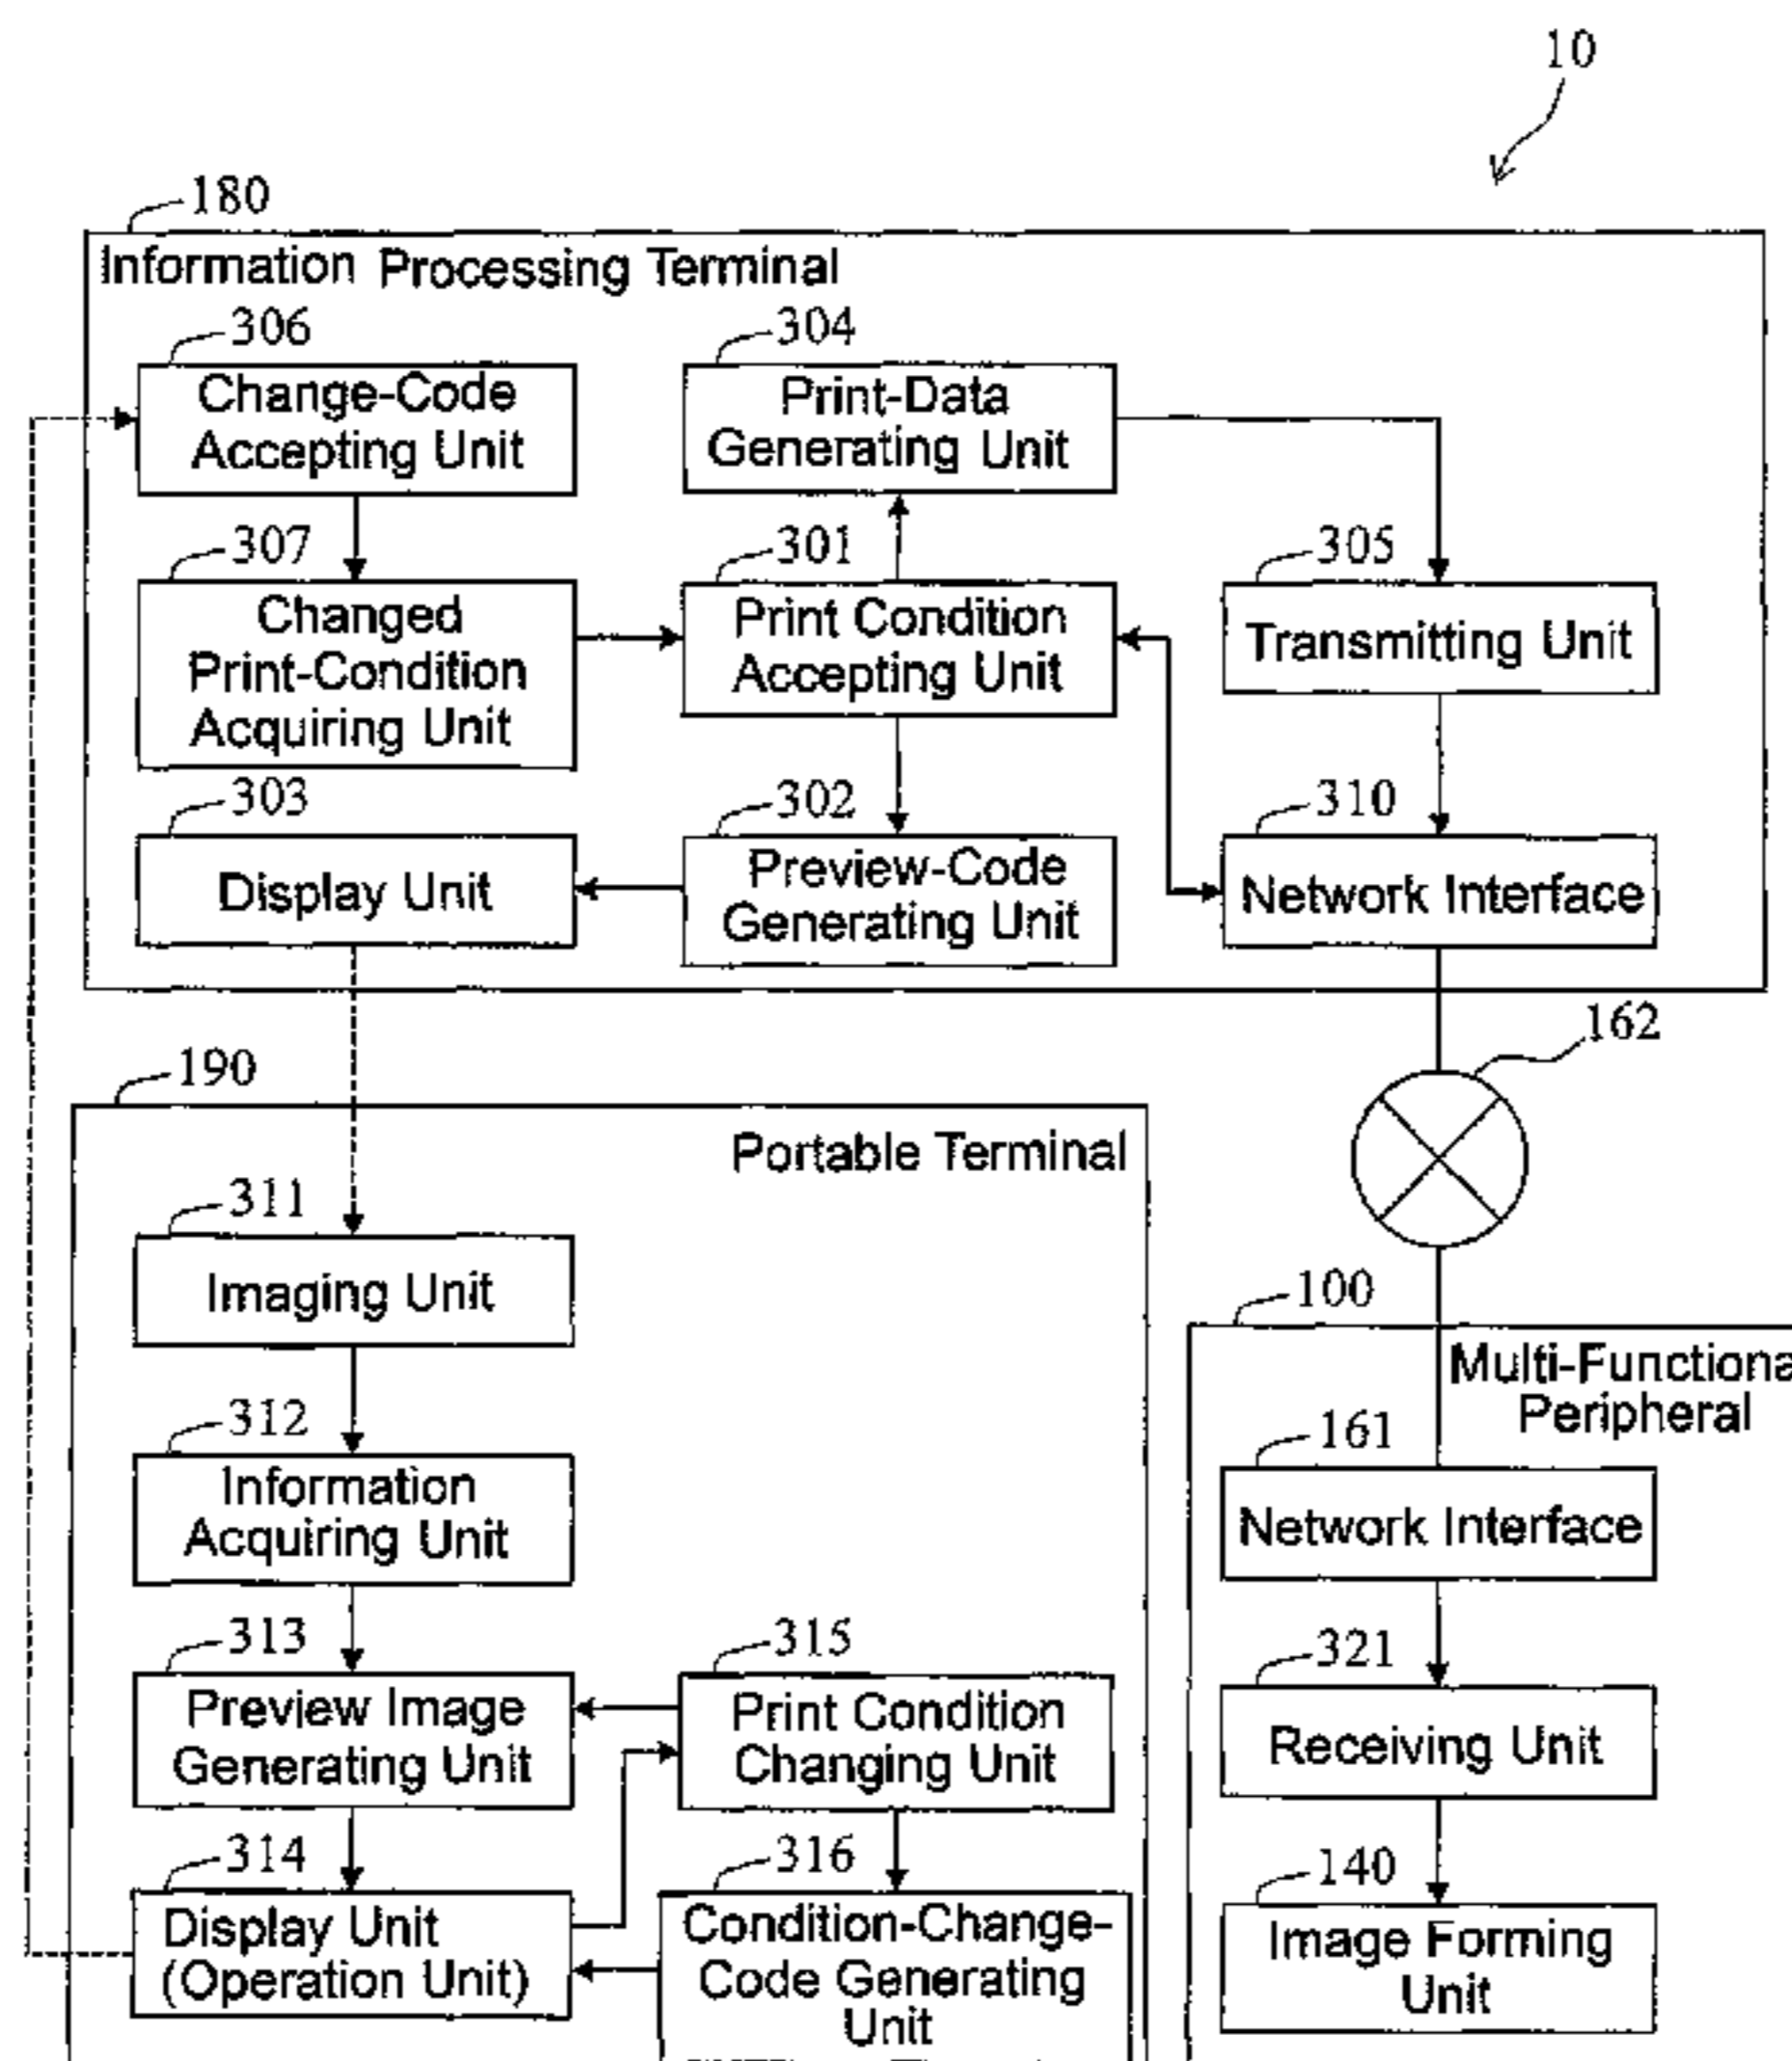 10
180
Information Processing Terminal
306
Change-Code
Accepting Unit
304
Print-Data
Generating Unit
307
Changed
Print-Condition
Acquiring Unit
301
Print Condition
Accepting Unit
305
Transmitting Unit
303
Display Unit
302
Preview-Code
Generating Unit
310
Network Interface
162
190
Portable Terminal
311
Imaging Unit
312
Information
Acquiring Unit
313
Preview Image
Generating Unit
315
Print Condition
Changing Unit
314
Display Unit
(Operation Unit)
316
Condition-Change-
Code Generating
Unit
100
Multi-Functiona
Peripheral
161
Network Interface
321
Receiving Unit
140
Image Forming
Unit